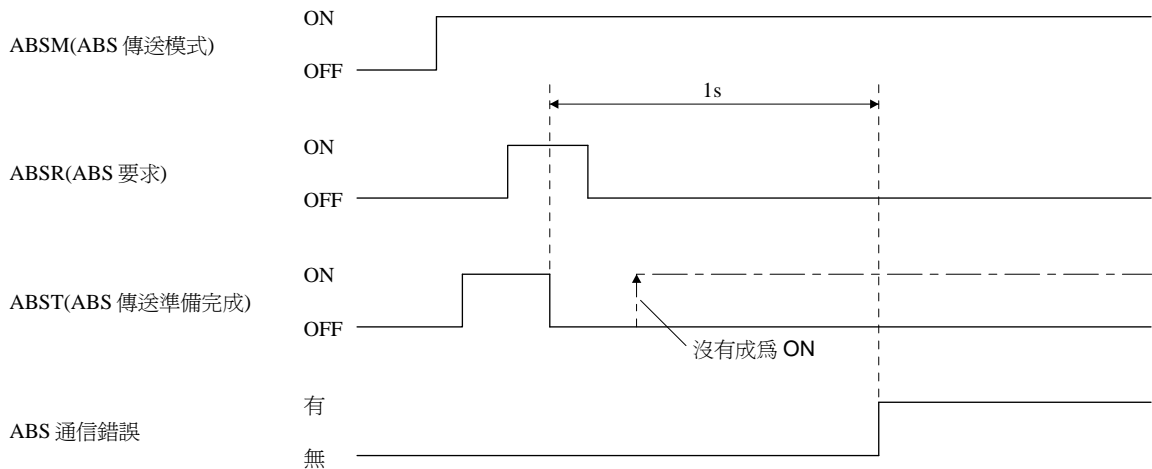 ON
ABSM(ABS 傳送模式)
OFF
1s
ON
ABSR(ABS 要求)
OFF
ON
ABST(ABS 傳送準備完成)
OFF
沒有成爲 ON
有
ABS 通信錯誤
無